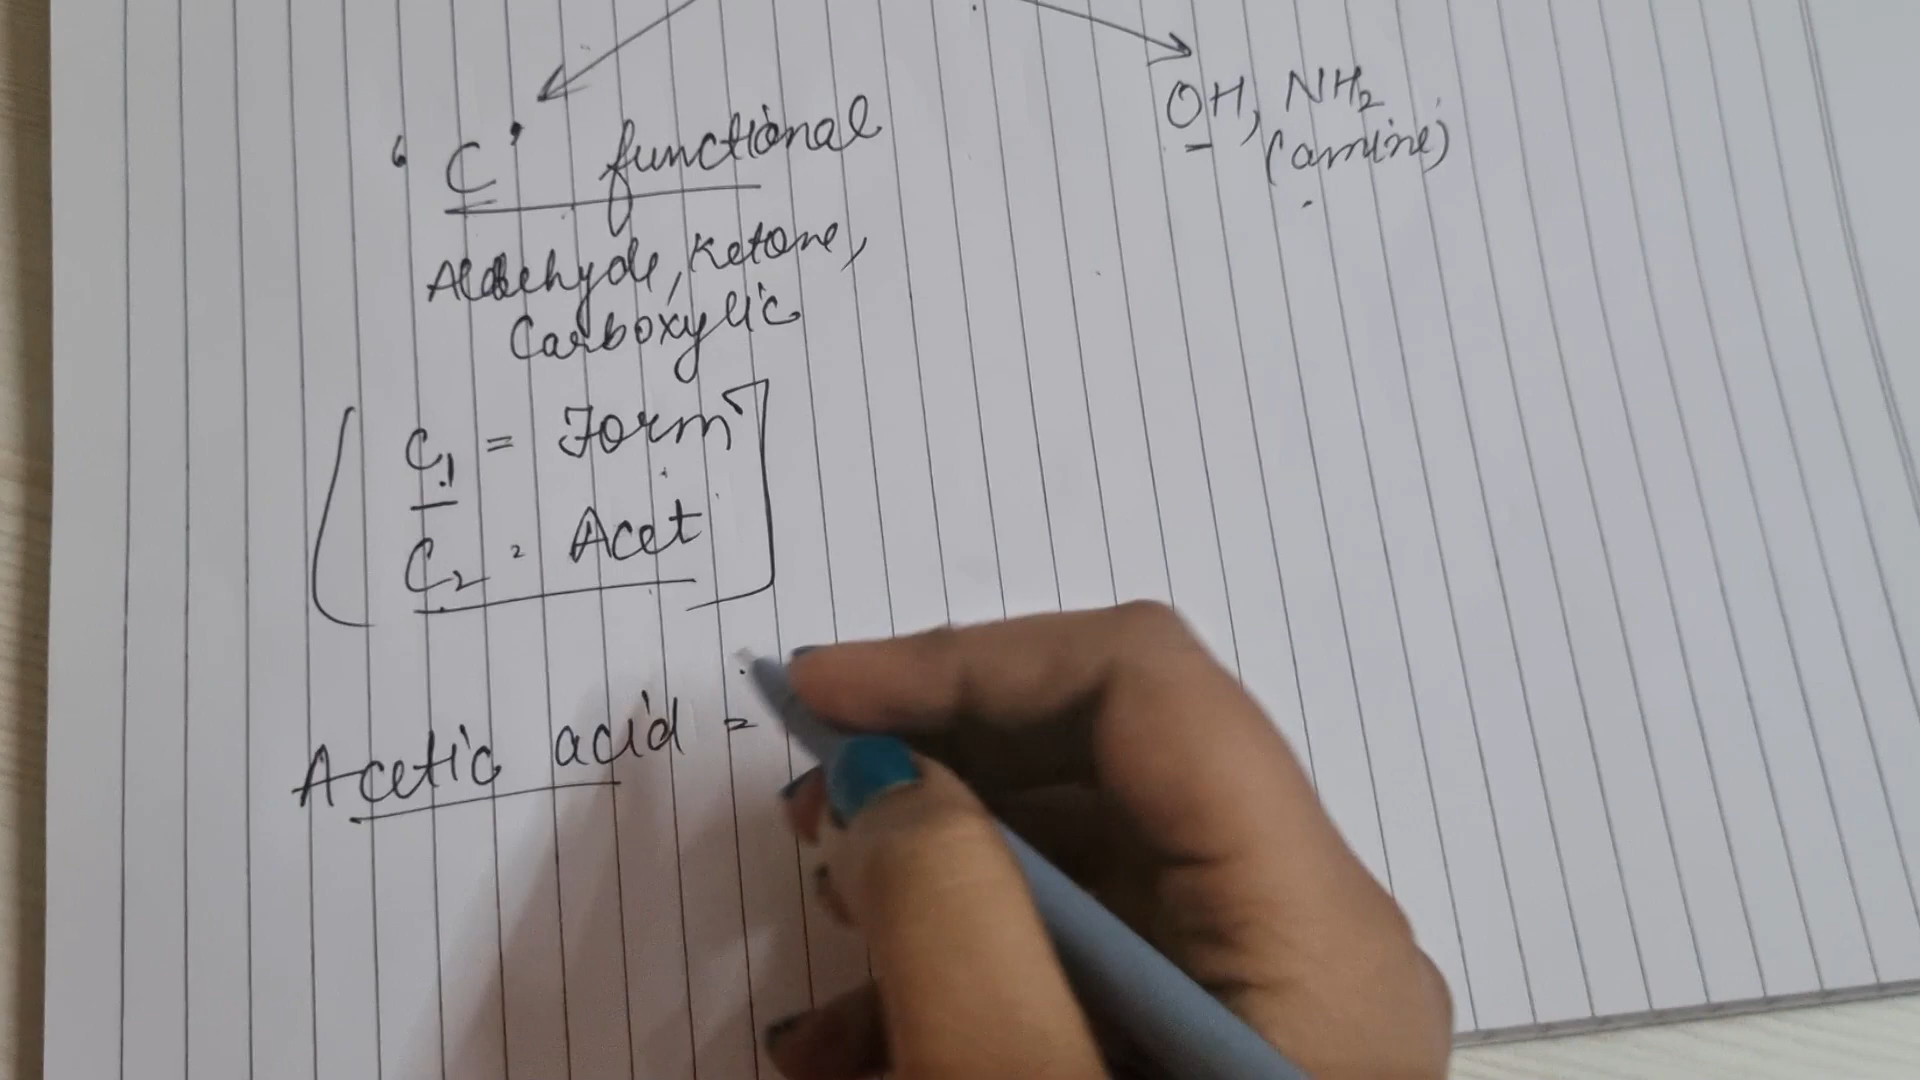 'C' functional
Aldehyde, Ketone,
Carboxylic
C1 = Form
C2 = Acet
Acetic acid =
OH, NH2
(amine)